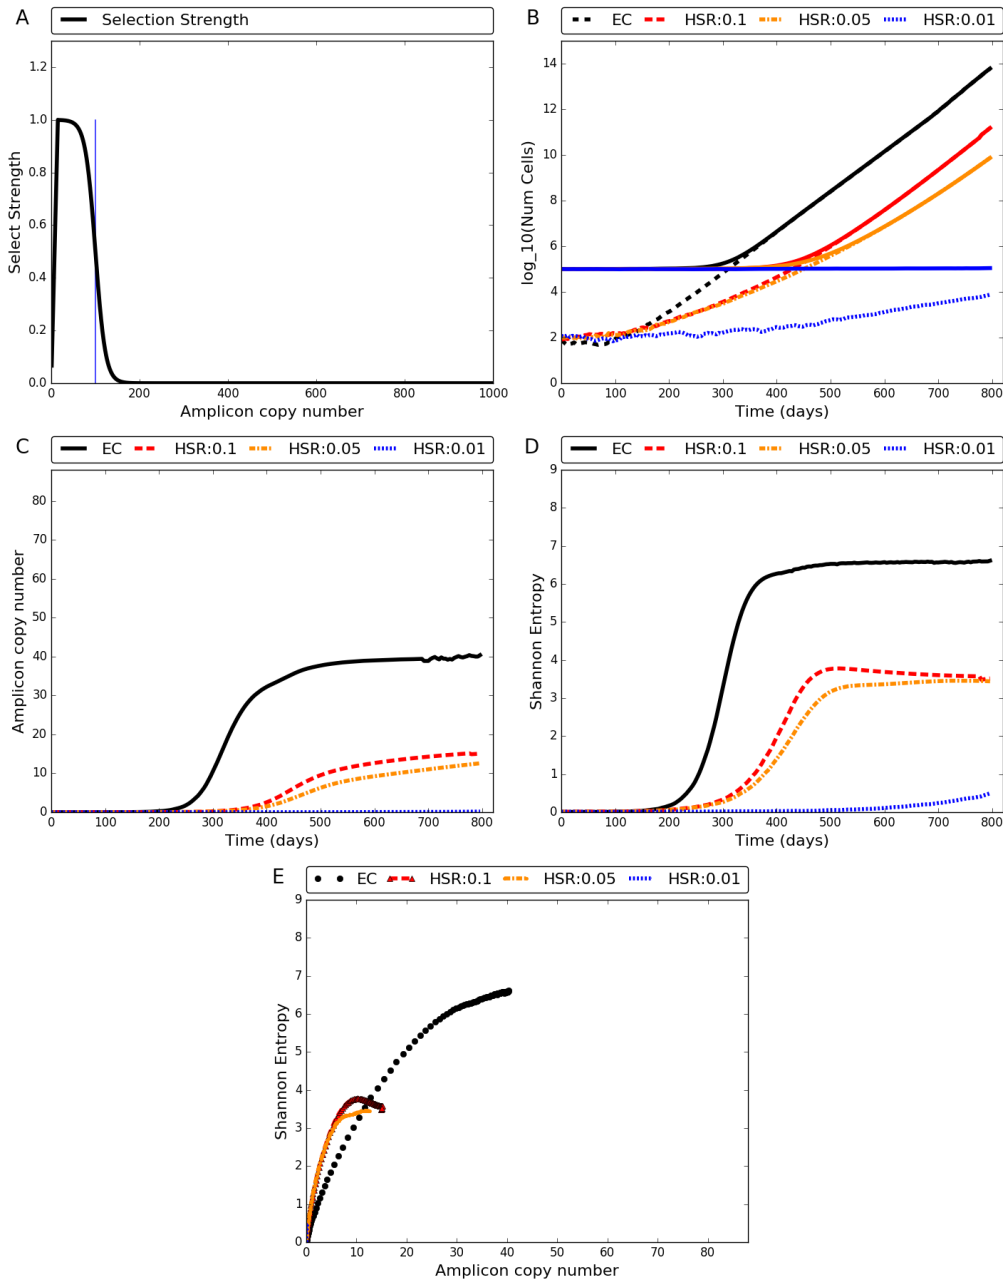 A
Selection Strength
1.2
1.0
0.8
0.6
0.4
0.2
0.0
Select Strength
0 200 400 600 800 1000
Amplicon copy number
B
EC HSR:0.1 HSR:0.05 HSR:0.01
14
12
10
8
6
4
2
0
log_10(Num Cells)
0 100 200 300 400 500 600 700 800
Time (days)
C
EC HSR:0.1 HSR:0.05 HSR:0.01
80
70
60
50
40
30
20
10
0
Amplicon copy number
0 100 200 300 400 500 600 700 800
Time (days)
D
EC HSR:0.1 HSR:0.05 HSR:0.01
9
8
7
6
5
4
3
2
1
0
Shannon Entropy
0 100 200 300 400 500 600 700 800
Time (days)
E
EC HSR:0.1 HSR:0.05 HSR:0.01
9
8
7
6
5
4
3
2
1
0
Shannon Entropy
0 10 20 30 40 50 60 70 80
Amplicon copy number